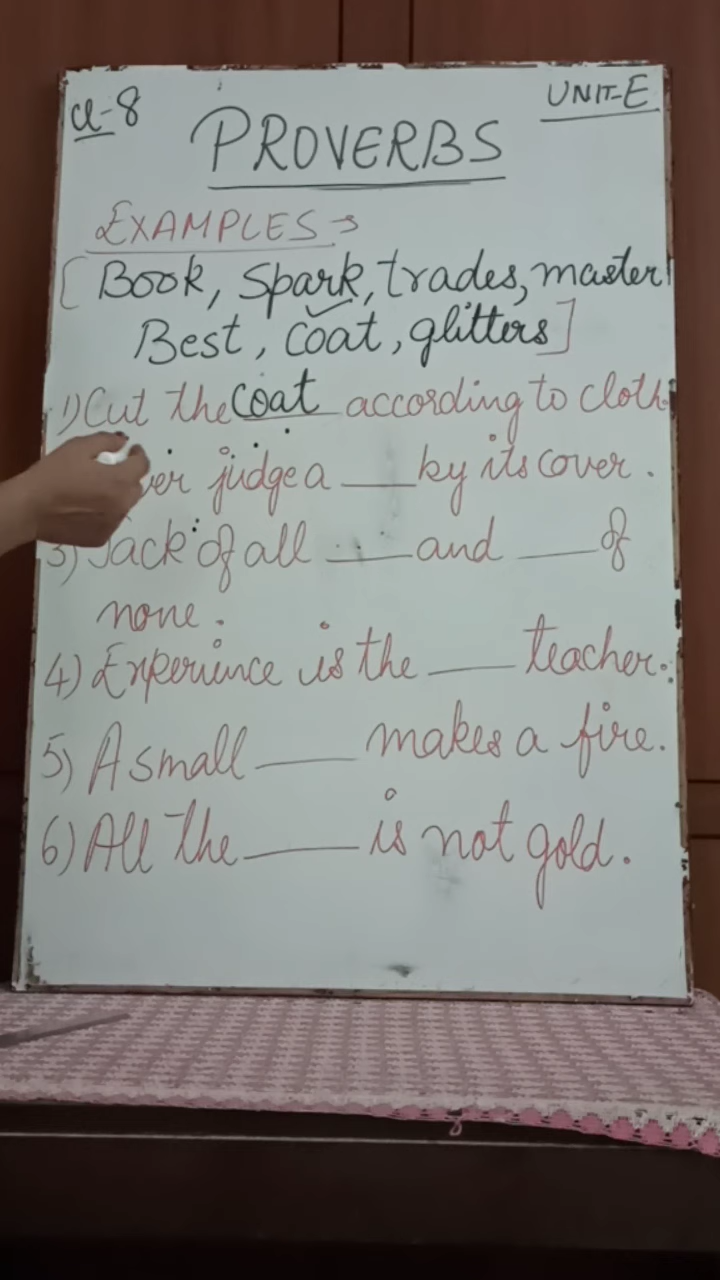 Cl-8
UNIT-E
PROVERBS
EXAMPLES →
[Book, Spark, trades, master
Best, Coat, glitters]
1) Cut the Coat according to cloth.
judge a ___ by its cover.
3) Jack of all ___ and ___ of
none.
4) Experience is the ___ teacher.
5) A small ___ makes a fire.
6) All the ___ is not gold.